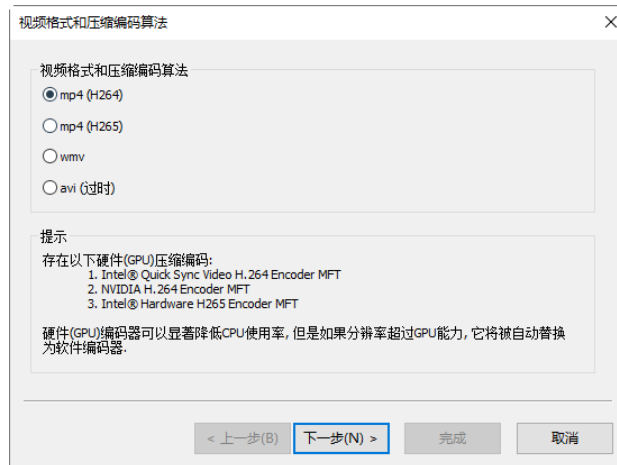 视频格式和压缩编码算法
视频格式和压缩编码算法
mp4 (H264)
mp4 (H265)
wmv
avi (过时)
提示
存在以下硬件(GPU)压缩编码:
1. Intel® Quick Sync Video H.264 Encoder MFT
2. NVIDIA H.264 Encoder MFT
3. Intel® Hardware H265 Encoder MFT
硬件(GPU)编码器可以显著降低CPU使用率, 但是如果分辨率超过GPU能力, 它将被自动替换
为软件编码器.
< 上一步(B)
下一步(N) >
完成
取消